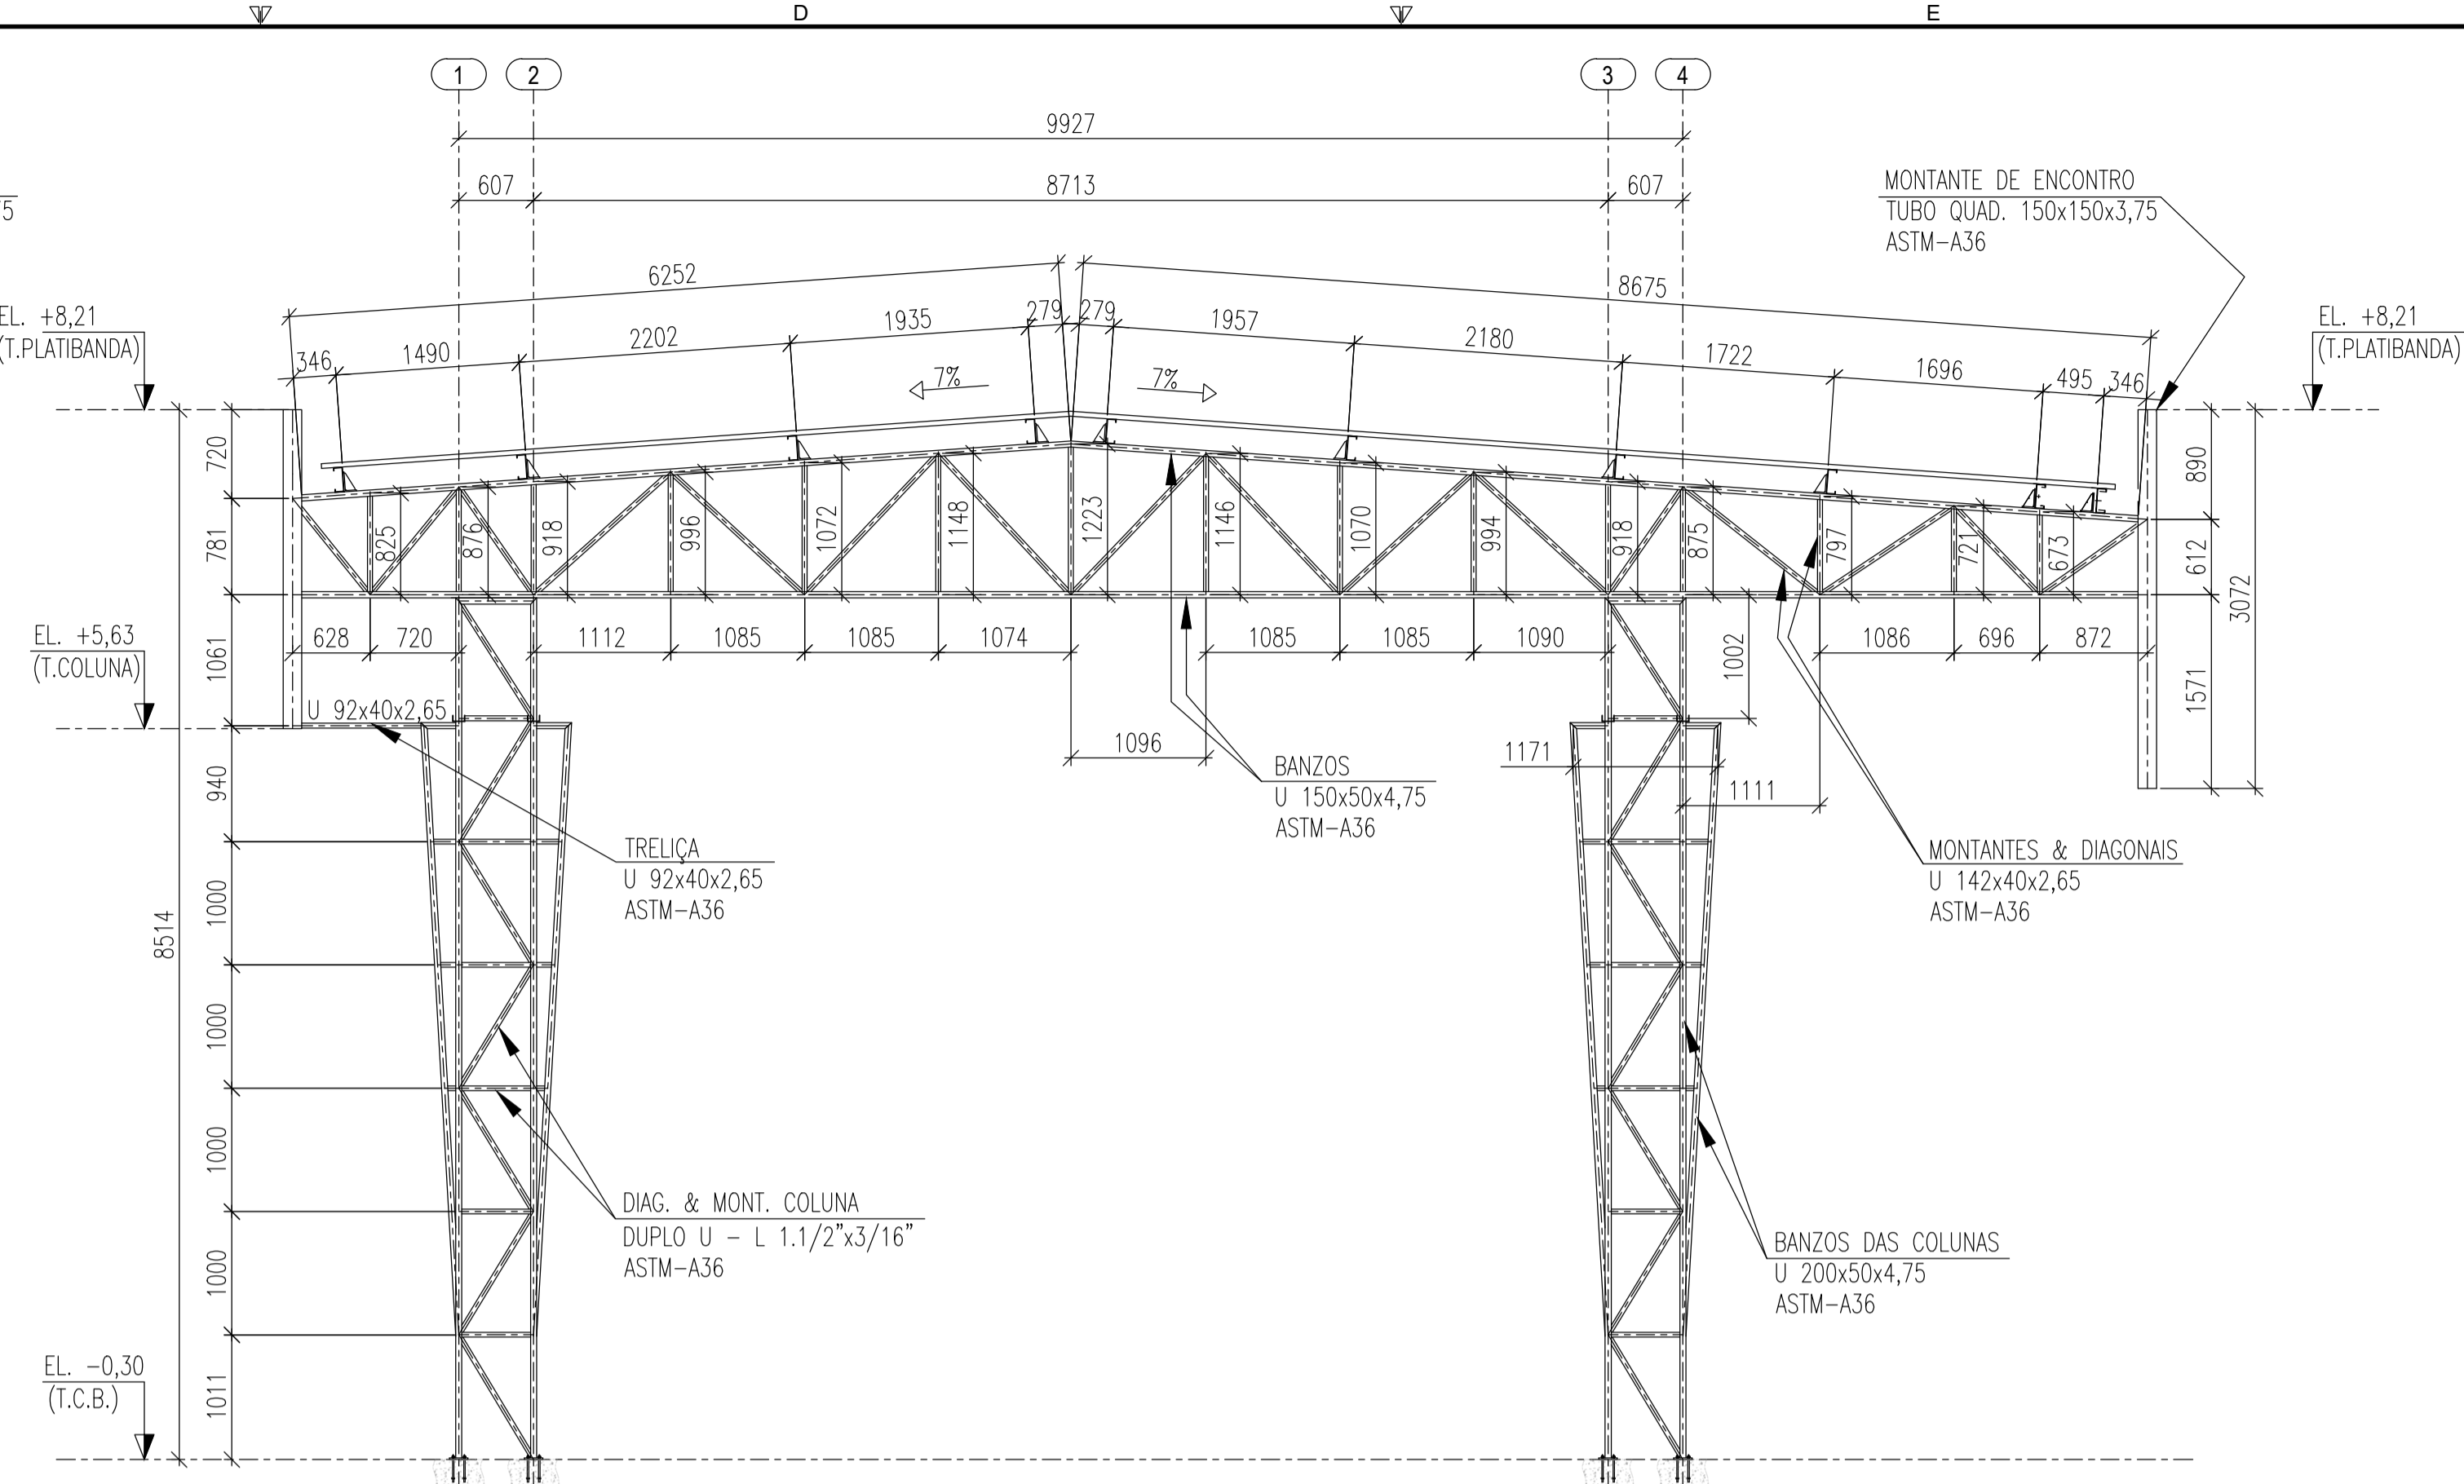 D
E
1
2
3
4
9927
607
8713
607
MONTANTE DE ENCONTRO
TUBO QUAD. 150x150x3,75
ASTM-A36
75
6252
8675
EL. +8,21
(T.PLATIBANDA)
EL. +8,21
(T.PLATIBANDA)
346
1490
2202
1935
279
279
1957
2180
1722
1696
495
346
7%
7%
720
781
1061
940
1000
1000
1000
1000
1011
8514
825
876
918
996
1072
1148
1223
1146
1070
994
918
875
797
721
673
890
612
1571
3072
EL. +5,63
(T.COLUNA)
628
720
1112
1085
1085
1074
1085
1085
1090
1086
696
872
1002
U 92x40x2,65
1096
1171
1111
BANZOS
U 150x50x4,75
ASTM-A36
TRELIÇA
U 92x40x2,65
ASTM-A36
MONTANTES & DIAGONAIS
U 142x40x2,65
ASTM-A36
DIAG. & MONT. COLUNA
DUPLO U - L 1.1/2"x3/16"
ASTM-A36
BANZOS DAS COLUNAS
U 200x50x4,75
ASTM-A36
EL. -0,30
(T.C.B.)